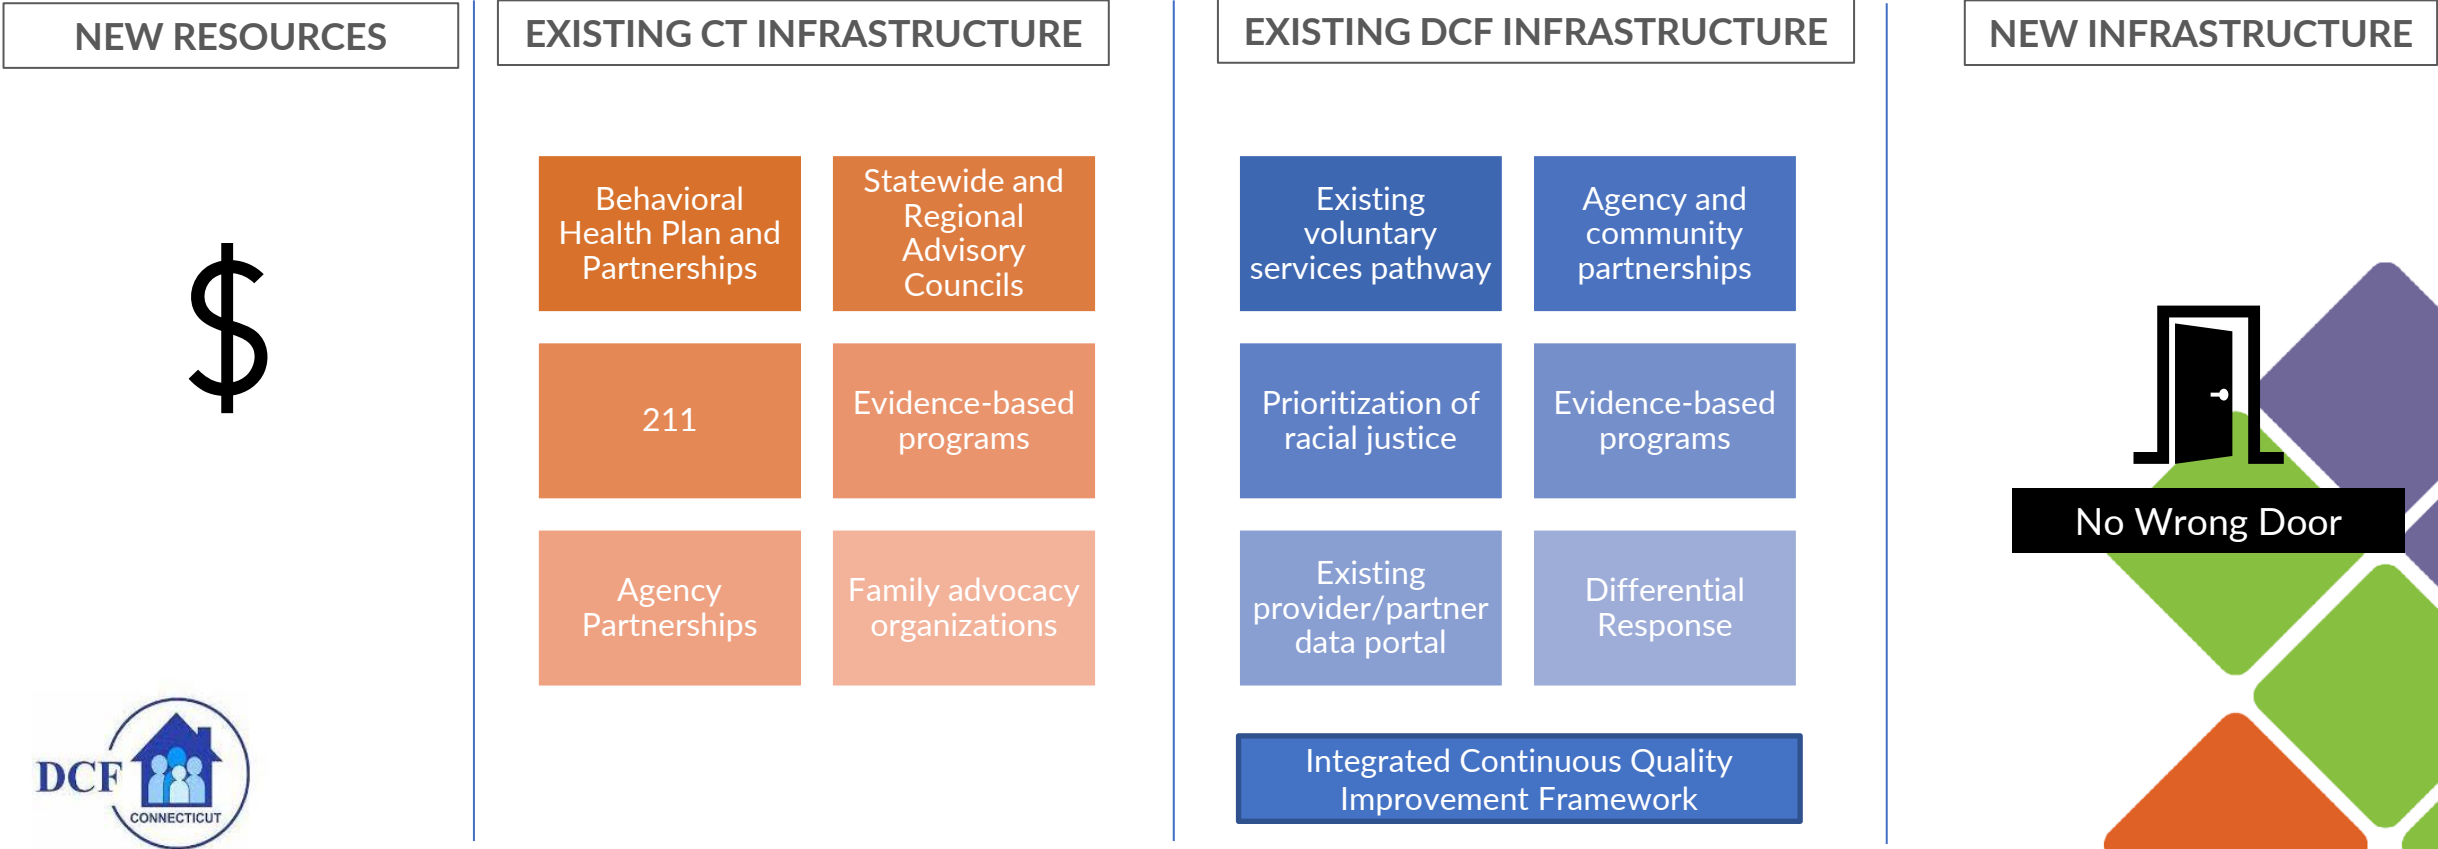 NEW RESOURCES
EXISTING CT INFRASTRUCTURE
EXISTING DCF INFRASTRUCTURE
NEW INFRASTRUCTURE
$
Behavioral
Health Plan and
Partnerships
Statewide and
Regional
Advisory
Councils
211
Evidence-based
programs
Agency
Partnerships
Family advocacy
organizations
Existing
voluntary
services pathway
Agency and
community
partnerships
Prioritization of
racial justice
Evidence-based
programs
Existing
provider/partner
data portal
Differential
Response
Integrated Continuous Quality
Improvement Framework
No Wrong Door
DCF
CONNECTICUT